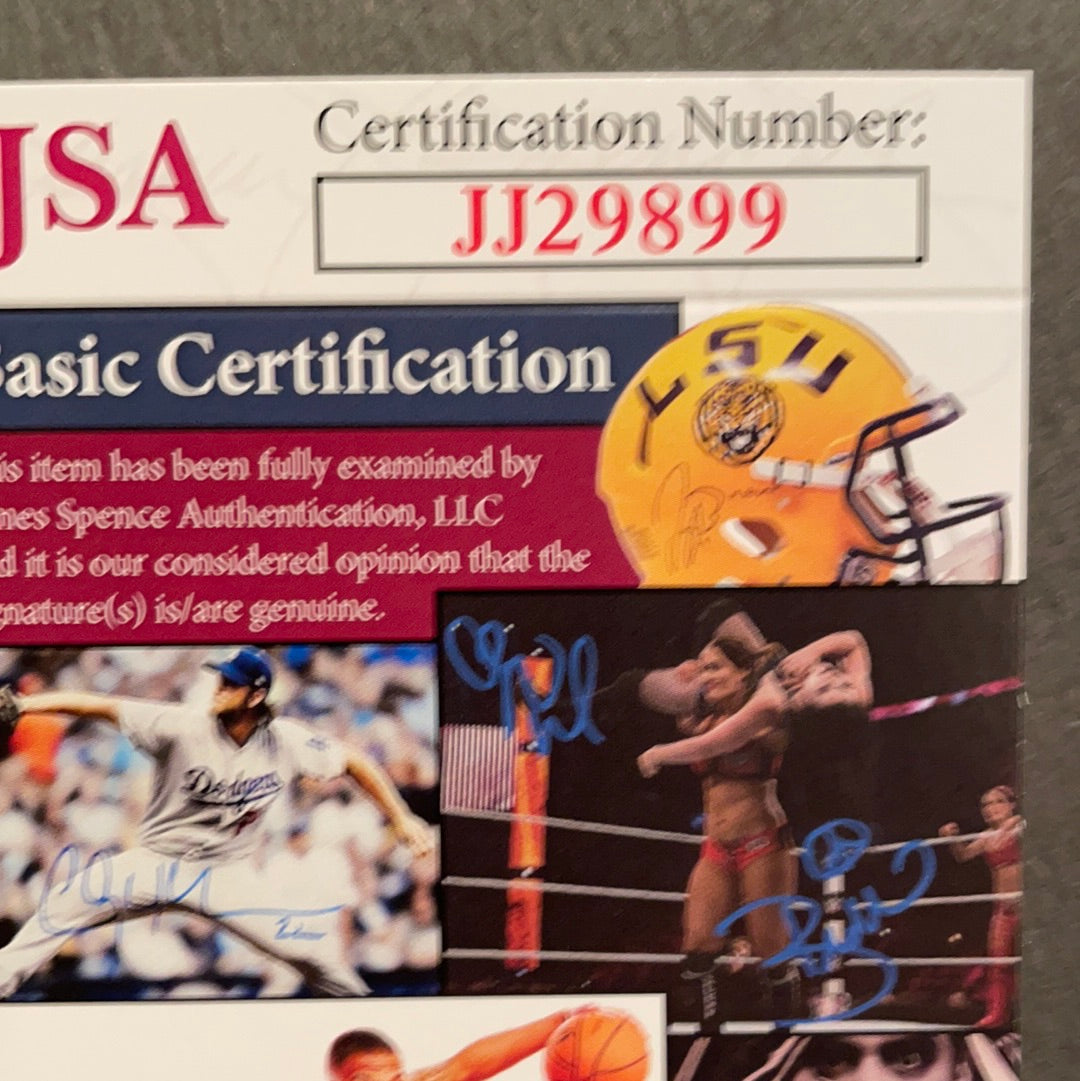 JSA
Certification Number:
JJ29899
Basic Certification
LSU
is item has been fully examined by
nes Spence Authentication, LLC
d it is our considered opinion that the
gnature(s) is/are genuine.
Dodgers